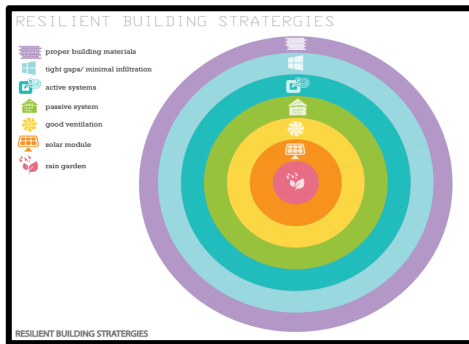 RESILIENT BUILDING STRATERGIES
proper building materials
tight gaps/ minimal infiltration
active systems
passive system
good ventilation
solar module
rain garden
RESILIENT BUILDING STRATERGIES